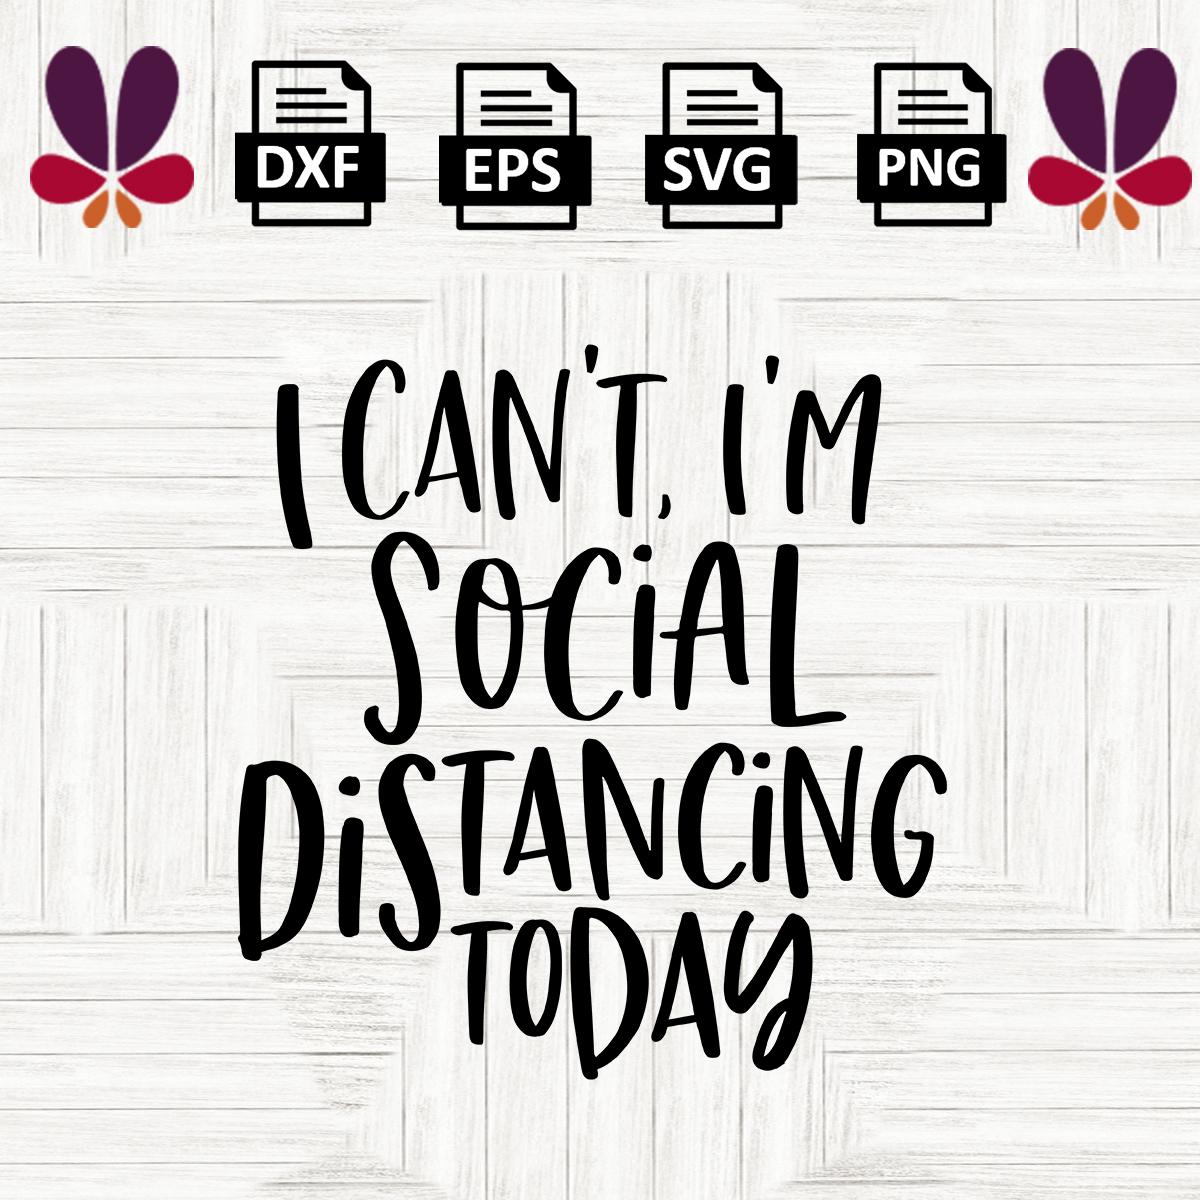 DXF EPS SVG PNG
I CAN'T, I'M
SOCiAL
DiSTANCiNG
TODAY